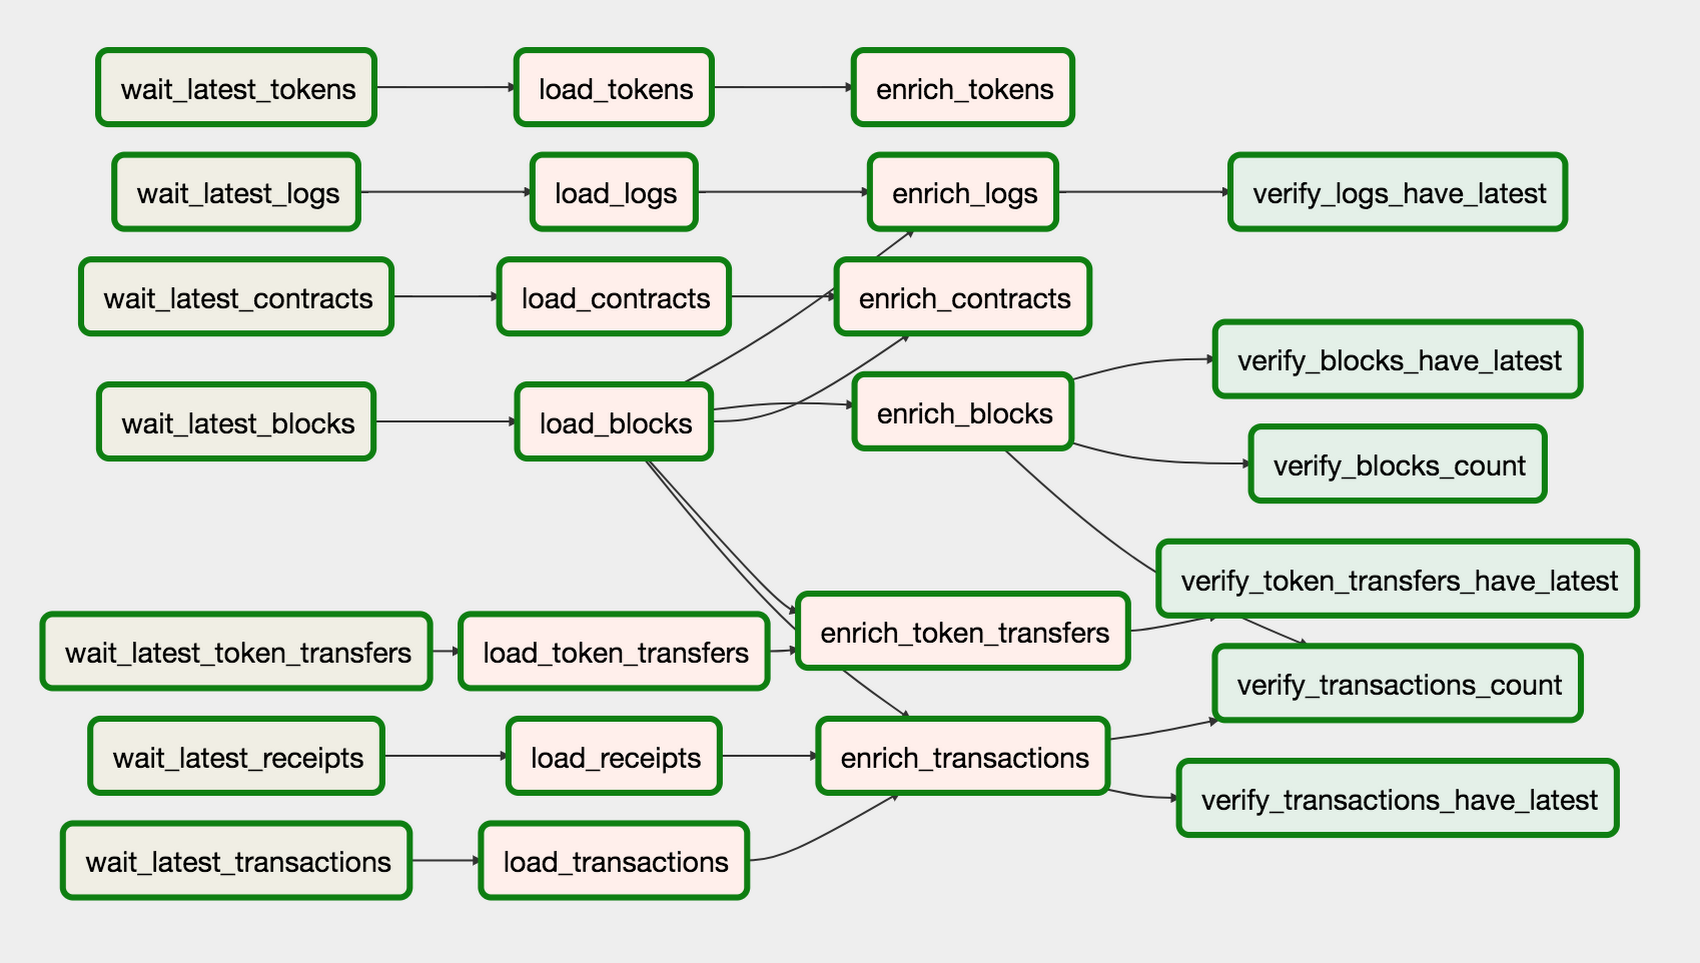 wait_latest_tokens
load_tokens
enrich_tokens
wait_latest_logs
load_logs
enrich_logs
verify_logs_have_latest
wait_latest_contracts
load_contracts
enrich_contracts
verify_blocks_have_latest
wait_latest_blocks
load_blocks
enrich_blocks
verify_blocks_count
verify_token_transfers_have_latest
wait_latest_token_transfers
load_token_transfers
enrich_token_transfers
verify_transactions_count
wait_latest_receipts
load_receipts
enrich_transactions
verify_transactions_have_latest
wait_latest_transactions
load_transactions